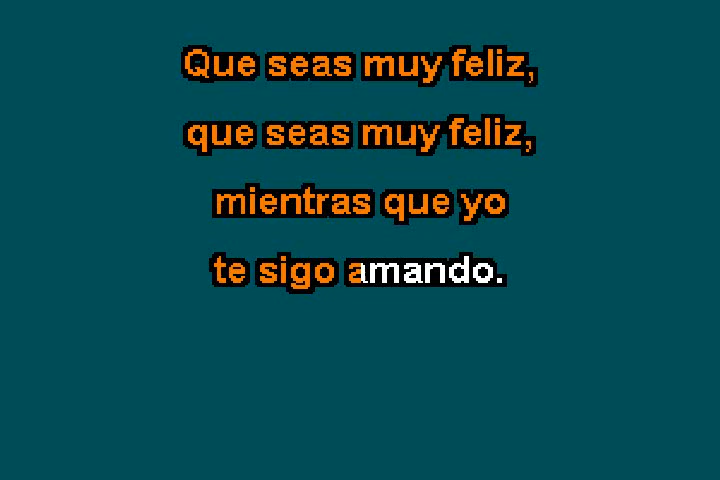 Que seas muy feliz,
que seas muy feliz,
mientras que yo
te sigo amando.